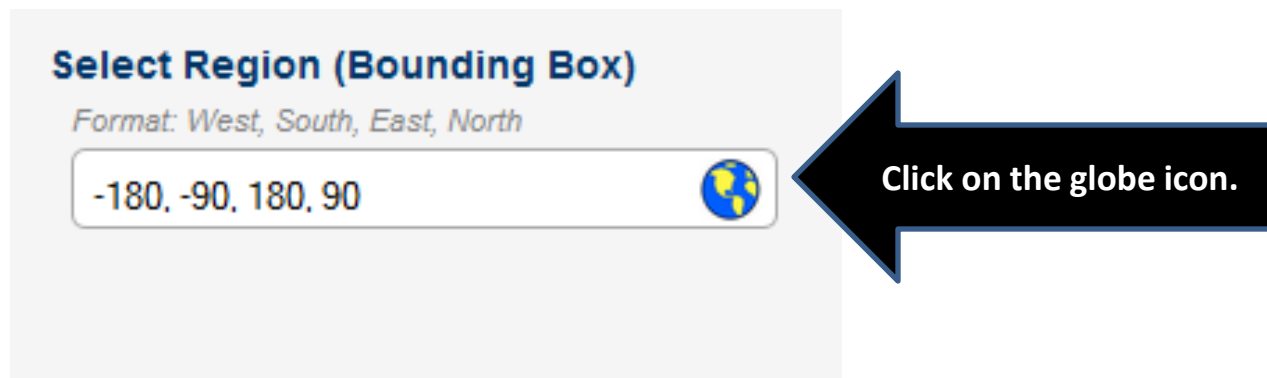 Select Region (Bounding Box)
Format: West, South, East, North
-180, -90, 180, 90
Click on the globe icon.